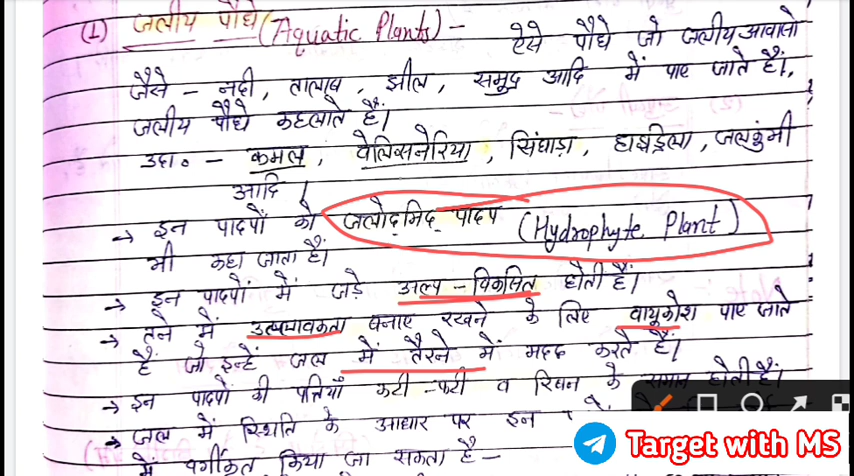 (1) जलीय पौधे (Aquatic Plants) - ऐसे पौधे जो जलीय आवासो
जैसे - नदी, तालाब, झील, समुद्र आदि में पाए जाते हैं,
जलीय पौधे कहलाते हैं।
उदा० - कमल, वेलिसनेरिया, सिंघाड़ा, हाइड्रिला, जलकुंभी
आदि।
→ इन पादपों को जलोद्भिद पादप (Hydrophyte Plant)
भी कहा जाता है।
→ इन पादपों में जड़े अल्प-विकसित होती हैं।
→ तने में उत्प्लावकता बनाए रखने के लिए वायुकोश पाए जाते
हैं जो इन्हें जल में तैरने में मदद करते हैं।
→ इन पादपों की पत्तियाँ कटी-फटी व रिबन के समान होती हैं।
→ जल में स्थिति के आधार पर इन
में वर्गीकृत किया जा सकता है -
Target with MS